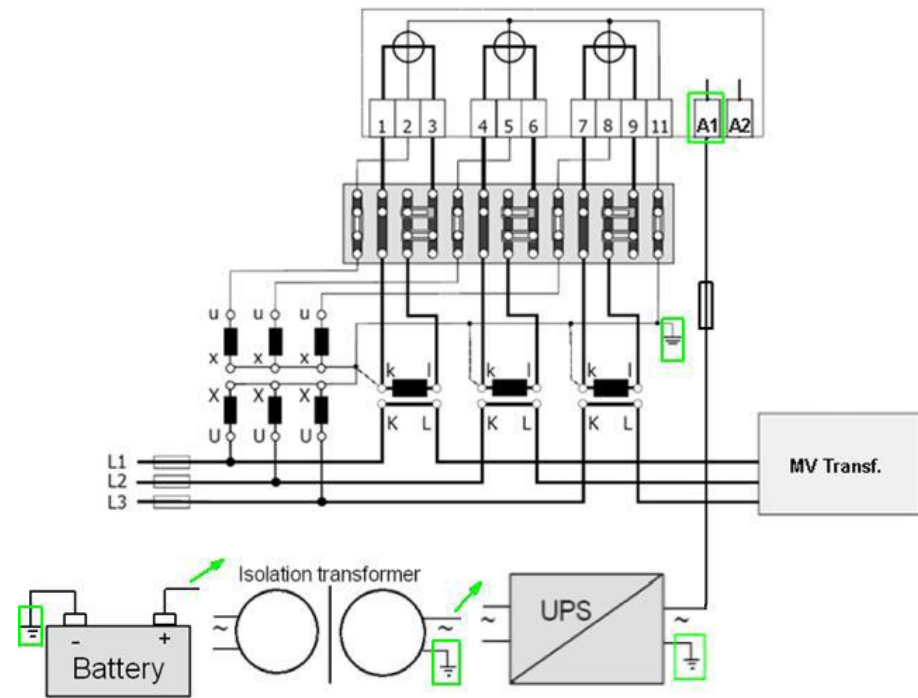 1 2 3 4 5 6 7 8 9 11 A1 A2
u u u
x x x
k l k l k l
X X X
K L K L K L
U U U
L1
L2
L3
MV Transf.
Isolation transformer
~ ~ ~ ~
UPS
- +
Battery